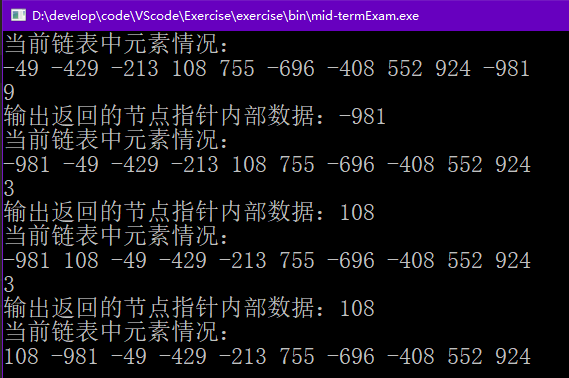 D:\develop\code\VScode\Exercise\exercise\bin\mid-termExam.exe
当前链表中元素情况：
-49 -429 -213 108 755 -696 -408 552 924 -981
9
输出返回的节点指针内部数据：-981
当前链表中元素情况：
-981 -49 -429 -213 108 755 -696 -408 552 924
3
输出返回的节点指针内部数据：108
当前链表中元素情况：
-981 108 -49 -429 -213 755 -696 -408 552 924
3
输出返回的节点指针内部数据：108
当前链表中元素情况：
108 -981 -49 -429 -213 755 -696 -408 552 924